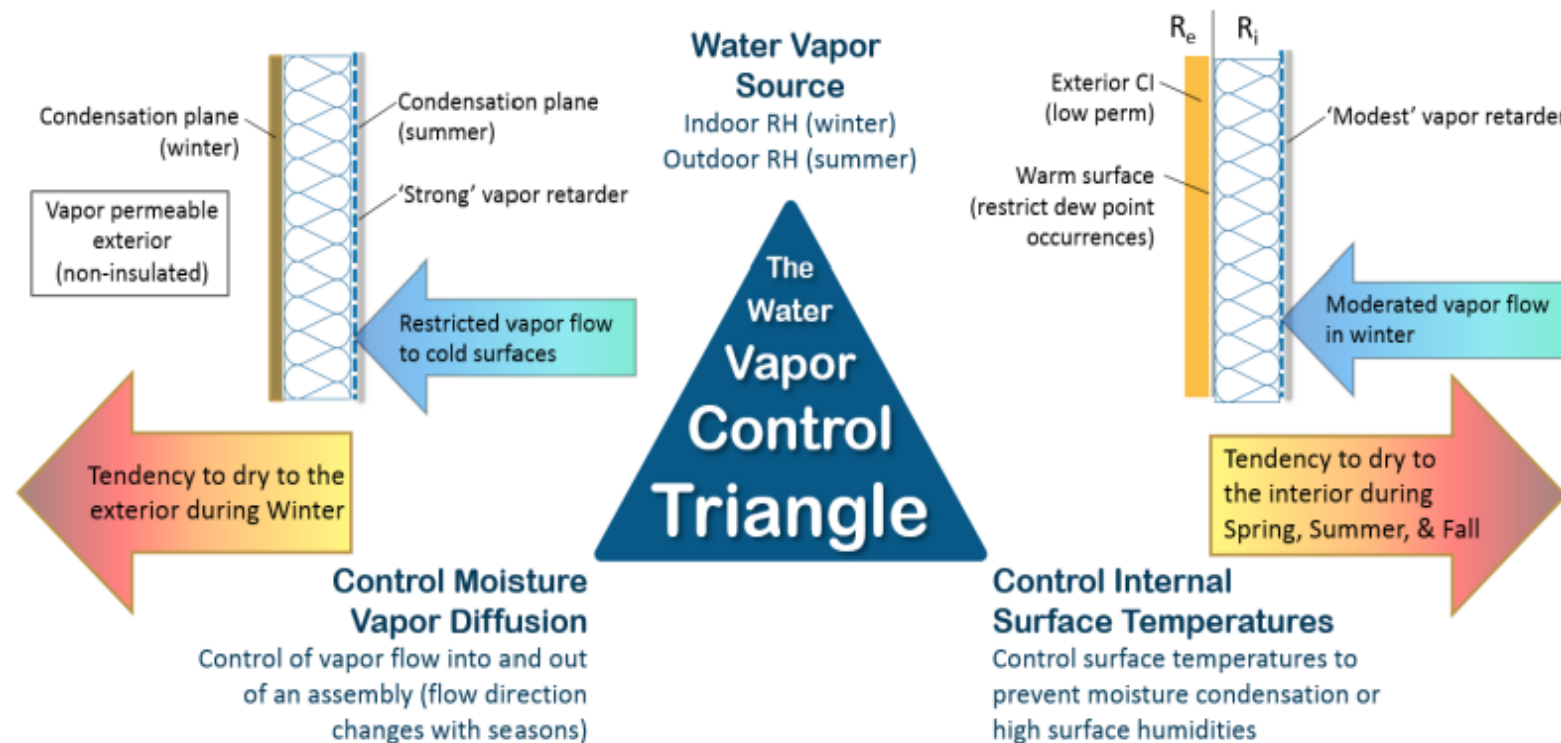 Condensation plane
(winter)
Vapor permeable
exterior
(non-insulated)
Condensation plane
(summer)
'Strong' vapor retarder
Restricted vapor flow
to cold surfaces
Tendency to dry to the
exterior during Winter
Water Vapor
Source
Indoor RH (winter)
Outdoor RH (summer)
The
Water
Vapor
Control
Triangle
Re
Ri
Exterior CI
(low perm)
Warm surface
(restrict dew point
occurrences)
'Modest' vapor retarder
Moderated vapor flow
in winter
Tendency to dry to
the interior during
Spring, Summer, & Fall
Control Moisture
Vapor Diffusion
Control of vapor flow into and out
of an assembly (flow direction
changes with seasons)
Control Internal
Surface Temperatures
Control surface temperatures to
prevent moisture condensation or
high surface humidities